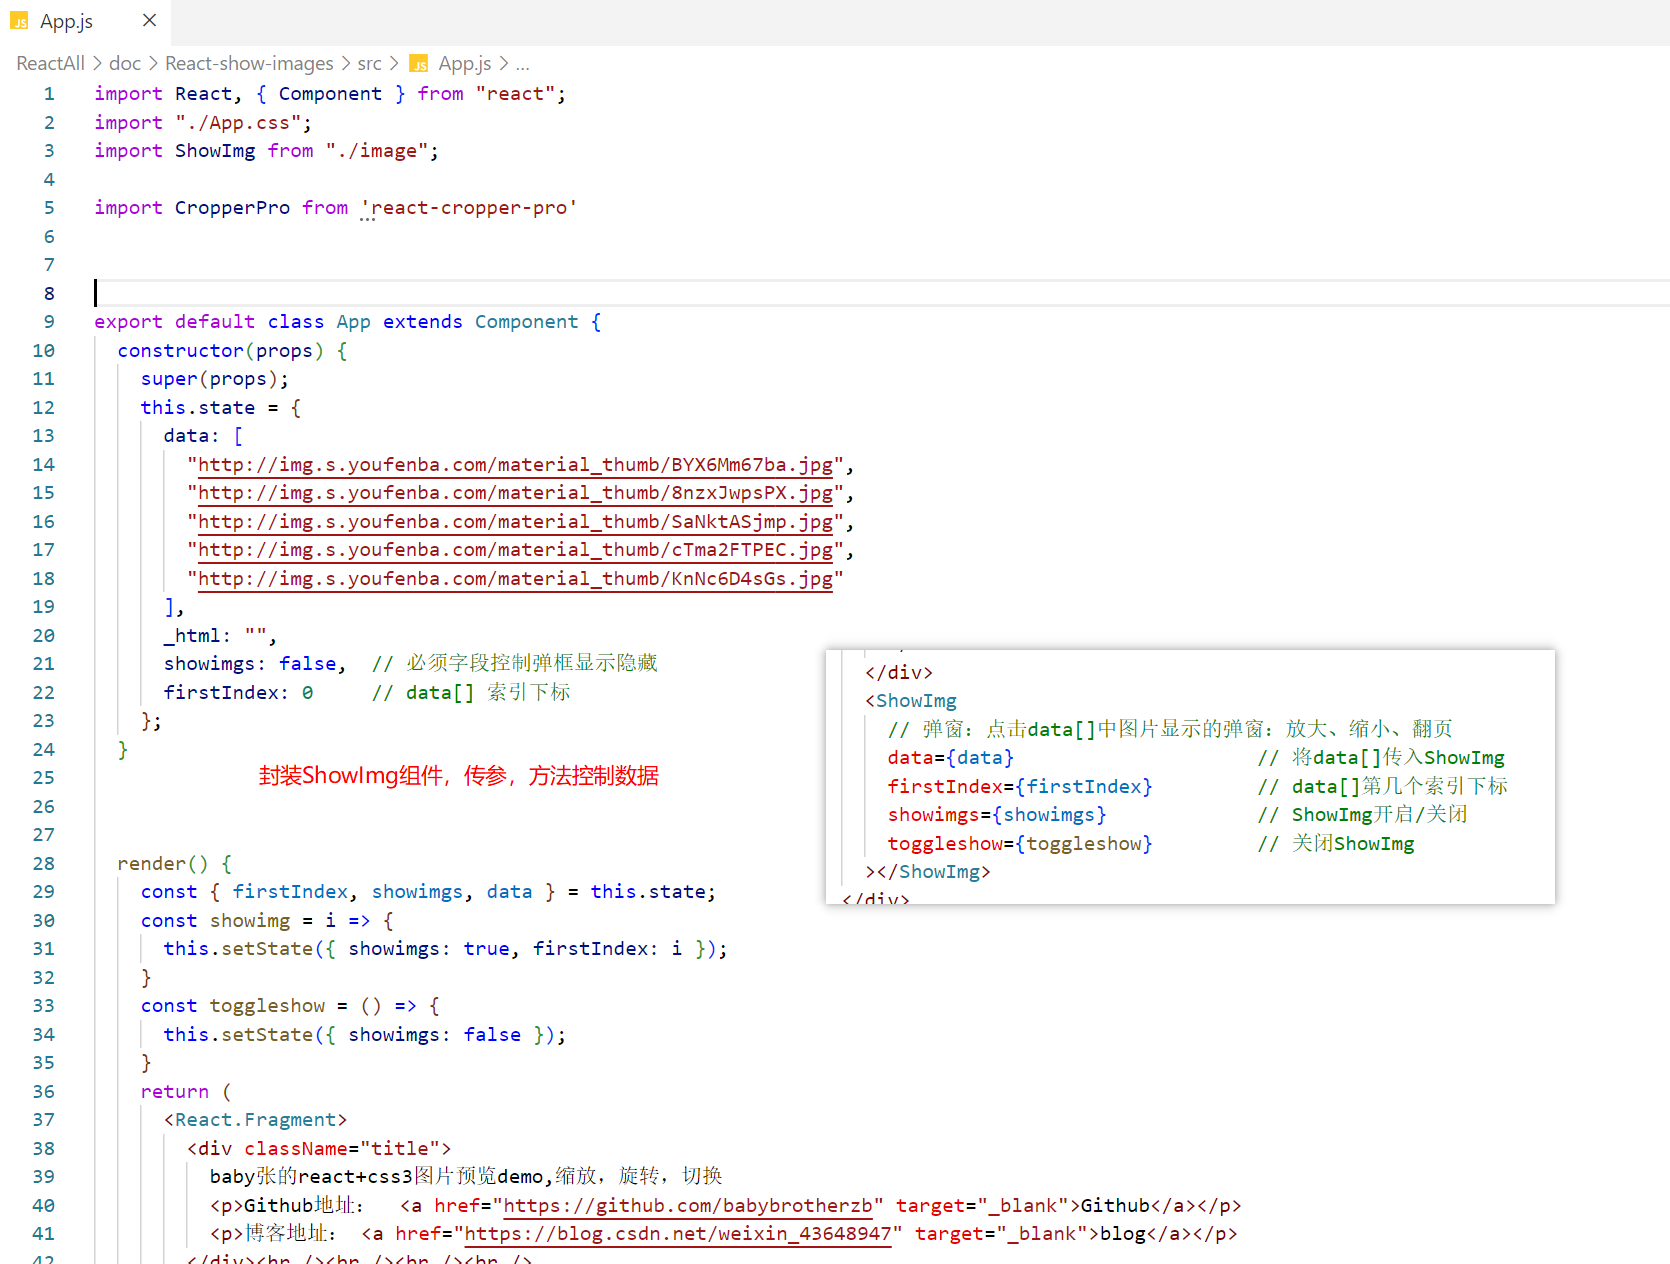 JS App.js ×
ReactAll > doc > React-show-images > src > JS App.js > ...
1 import React, { Component } from "react";
2 import "./App.css";
3 import ShowImg from "./image";
4
5 import CropperPro from 'react-cropper-pro'
6
7
8
9 export default class App extends Component {
10 constructor(props) {
11 super(props);
12 this.state = {
13 data: [
14 "http://img.s.youfenba.com/material_thumb/BYX6Mm67ba.jpg",
15 "http://img.s.youfenba.com/material_thumb/8nzxJwpsPX.jpg",
16 "http://img.s.youfenba.com/material_thumb/SaNktASjmp.jpg",
17 "http://img.s.youfenba.com/material_thumb/cTma2FTPEC.jpg",
18 "http://img.s.youfenba.com/material_thumb/KnNc6D4sGs.jpg"
19 ],
20 _html: "",
21 showimgs: false, // 必须字段控制弹框显示隐藏
22 firstIndex: 0 // data[] 索引下标
23 };
24 }
25
封装ShowImg组件，传参，方法控制数据
26
27
28 render() {
29 const { firstIndex, showimgs, data } = this.state;
30 const showimg = i => {
31 this.setState({ showimgs: true, firstIndex: i });
32 }
33 const toggleshow = () => {
34 this.setState({ showimgs: false });
35 }
36 return (
37 <React.Fragment>
38 <div className="title">
39 baby张的react+css3图片预览demo,缩放，旋转，切换
40 <p>Github地址： <a href="https://github.com/babybrotherzb" target="_blank">Github</a></p>
41 <p>博客地址： <a href="https://blog.csdn.net/weixin_43648947" target="_blank">blog</a></p>
42 </div><br /><br /><br /><br />
</div>
<ShowImg
// 弹窗：点击data[]中图片显示的弹窗：放大、缩小、翻页
data={data} // 将data[]传入ShowImg
firstIndex={firstIndex} // data[]第几个索引下标
showimgs={showimgs} // ShowImg开启/关闭
toggleshow={toggleshow} // 关闭ShowImg
></ShowImg>
</div>